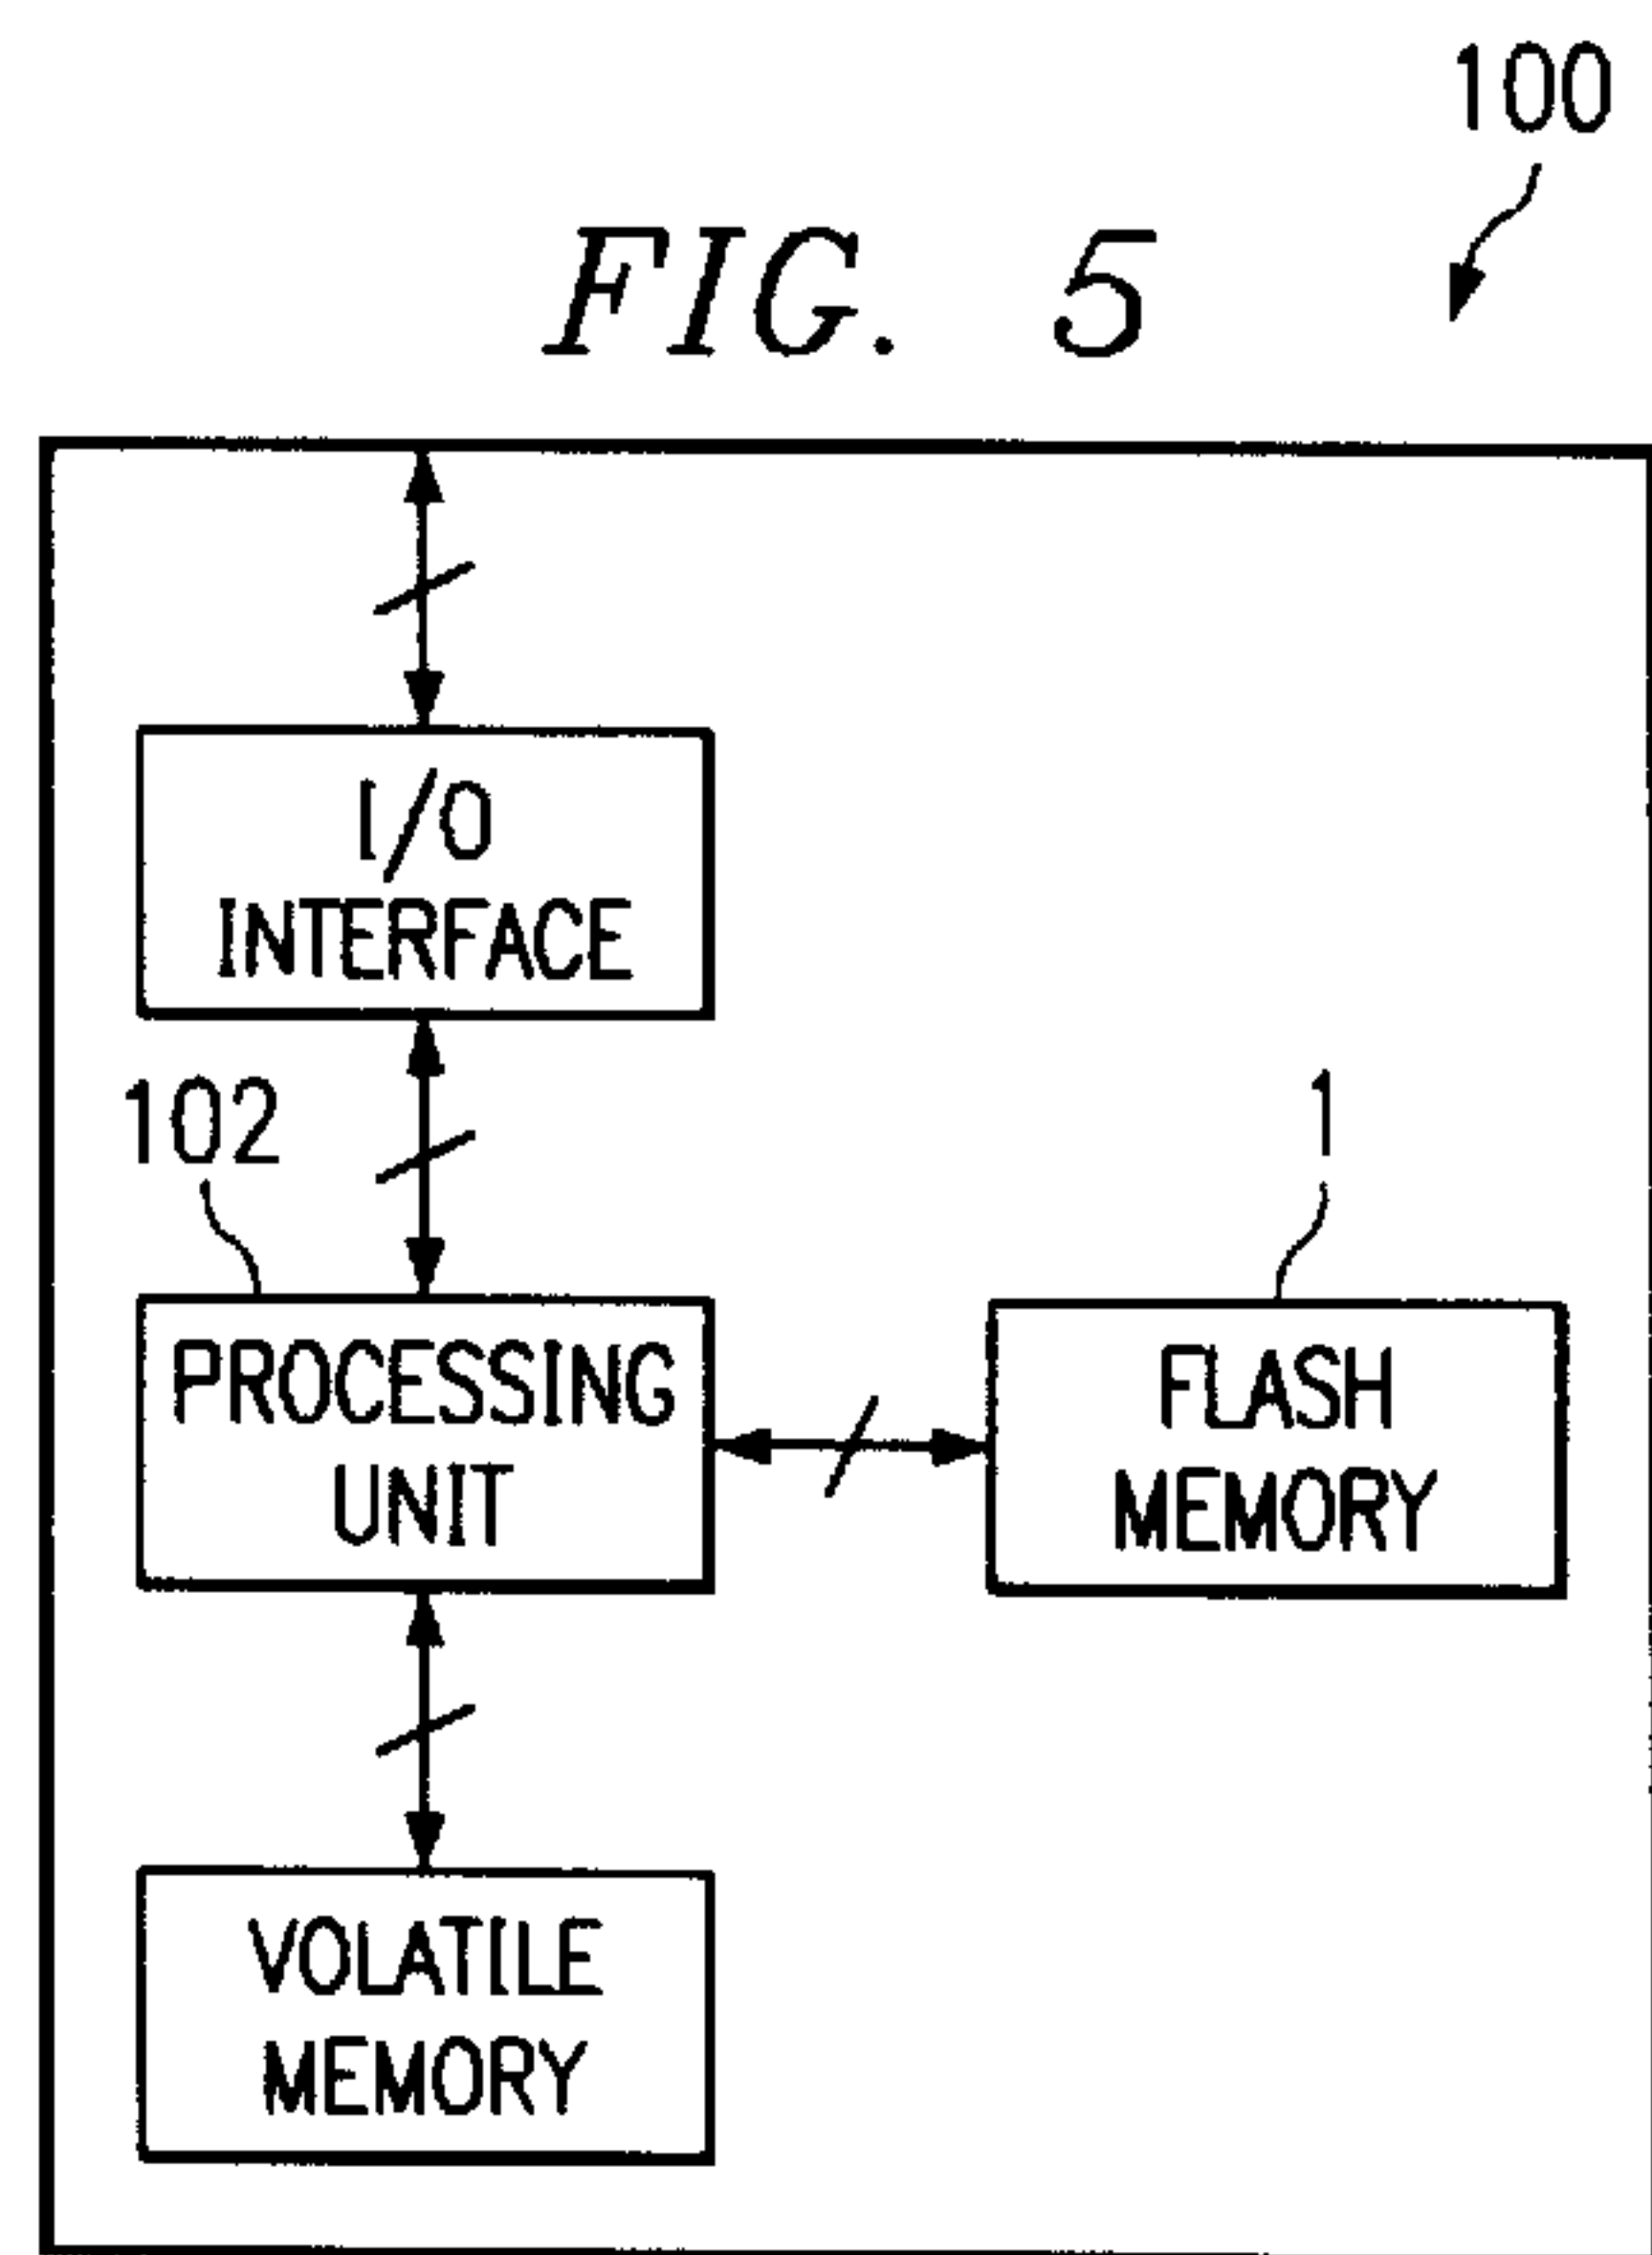 100
FIG. 5
I/O
INTERFACE
102
1
PROCESSING
UNIT
FLASH
MEMORY
VOLATILE
MEMORY